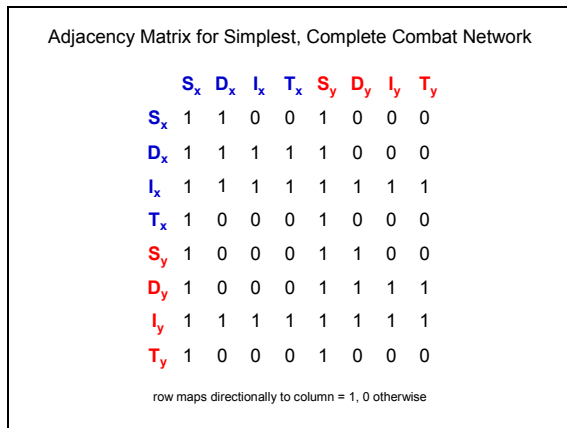 Adjacency Matrix for Simplest, Complete Combat Network
Sx Dx Ix Tx Sy Dy Iy Ty
Sx 1 1 0 0 1 0 0 0
Dx 1 1 1 1 1 0 0 0
Ix 1 1 1 1 1 1 1 1
Tx 1 0 0 0 1 0 0 0
Sy 1 0 0 0 1 1 0 0
Dy 1 0 0 0 1 1 1 1
Iy 1 1 1 1 1 1 1 1
Ty 1 0 0 0 1 0 0 0
row maps directionally to column = 1, 0 otherwise